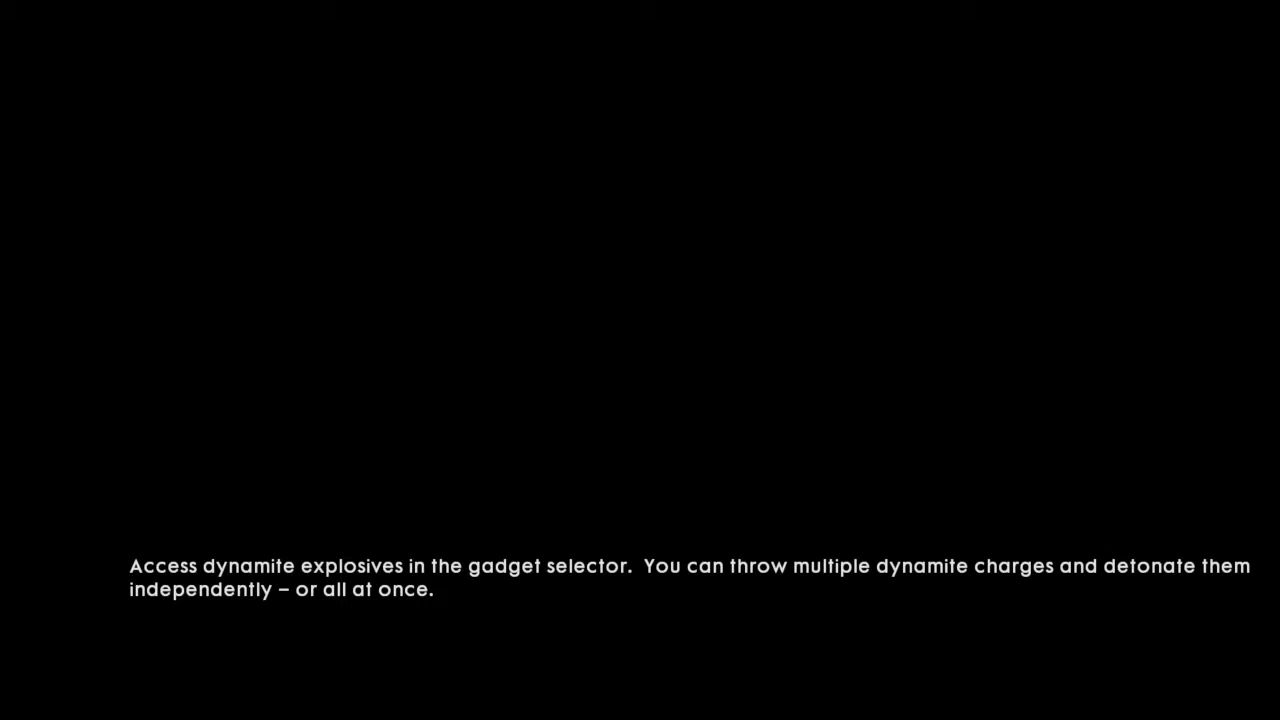 Access dynamite explosives in the gadget selector.  You can throw multiple dynamite charges and detonate them
independently – or all at once.